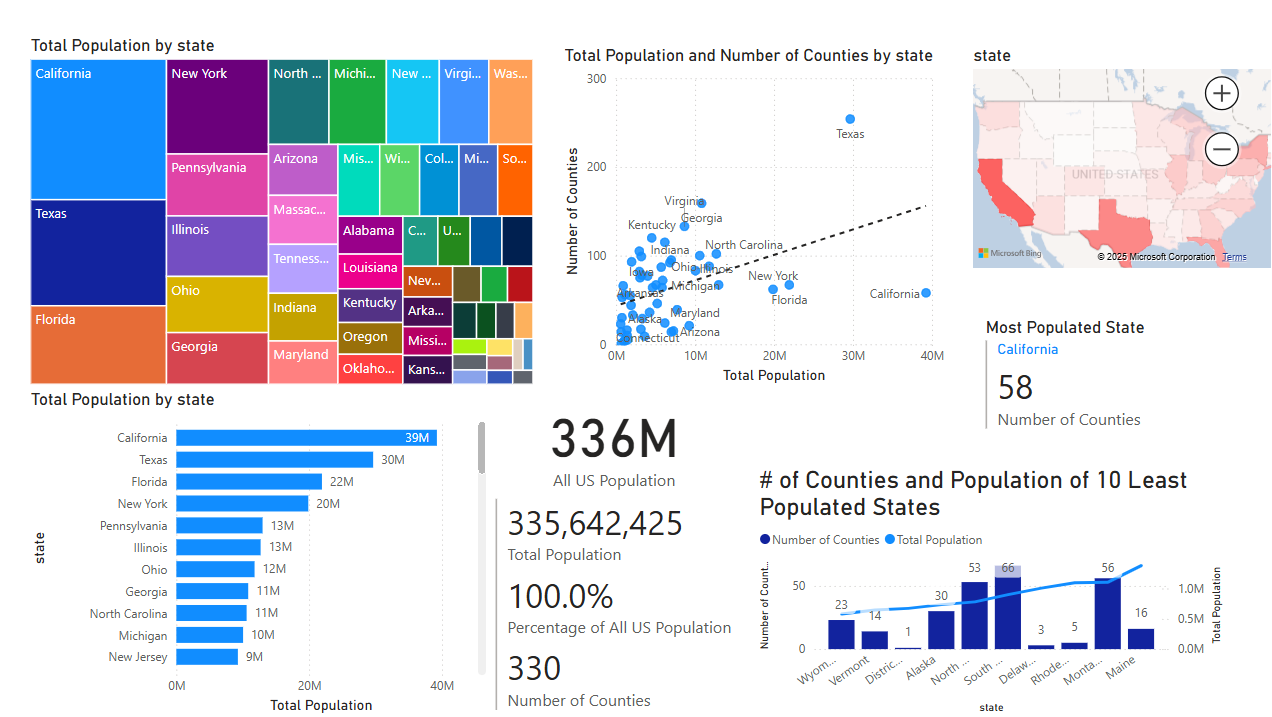 Total Population by state
California
Texas
Florida
New York
Pennsylvania
Illinois
Ohio
Georgia
North ...
Michi...
New ...
Virgi...
Was...
Arizona
Massac...
Tenness...
Indiana
Maryland
Mis...
Wi...
Col...
Mi...
So...
Alabama
Louisiana
Kentucky
Oregon
Oklaho...
C...
U...
Nev...
Arka...
Missi...
Kans...
Total Population and Number of Counties by state
Number of Counties
300
200
100
0
Texas
Virginia
Georgia
Kentucky
North Carolina
Indiana
Ohio
Illinois
Iowa
Michigan
New York
Florida
California
Arkansas
Maryland
Alaska
Arizona
Connecticut
0M
10M
20M
30M
40M
Total Population
state
UNITED STATES
Microsoft Bing
© 2025 Microsoft Corporation
Terms
Most Populated State
California
58
Number of Counties
Total Population by state
state
California 39M
Texas 30M
Florida 22M
New York 20M
Pennsylvania 13M
Illinois 13M
Ohio 12M
Georgia 11M
North Carolina 11M
Michigan 10M
New Jersey 9M
0M 20M 40M
Total Population
336M
All US Population
335,642,425
Total Population
100.0%
Percentage of All US Population
330
Number of Counties
# of Counties and Population of 10 Least
Populated States
Number of Counties Total Population
Number of Count...
50
0
23
14
1
30
53
66
3
5
56
16
1.0M
0.5M
0.0M
Total Population
Wyom...
Vermont
Distric...
Alaska
North ...
South ...
Delaw...
Rhode...
Monta...
Maine
state